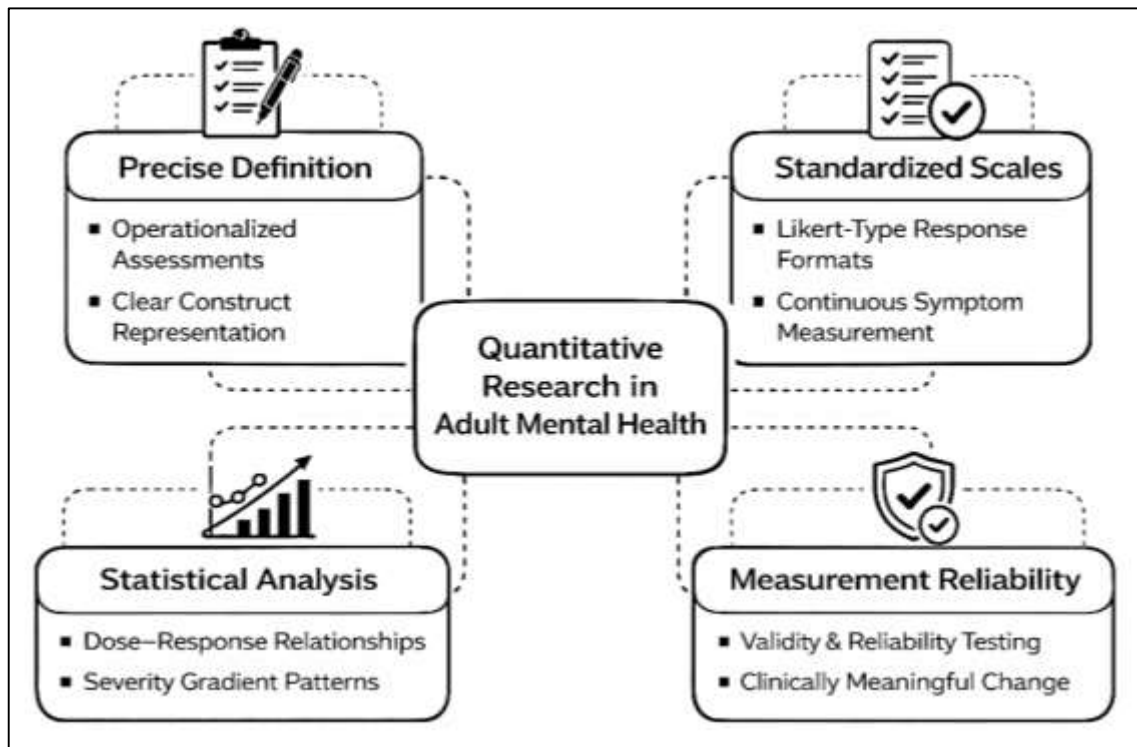 Precise Definition
▪ Operationalized
Assessments
▪ Clear Construct
Representation
Standardized Scales
▪ Likert-Type Response
Formats
▪ Continuous Symptom
Measurement
Quantitative
Research in
Adult Mental Health
Statistical Analysis
▪ Dose–Response Relationships
▪ Severity Gradient Patterns
Measurement Reliability
▪ Validity & Reliability Testing
▪ Clinically Meaningful Change